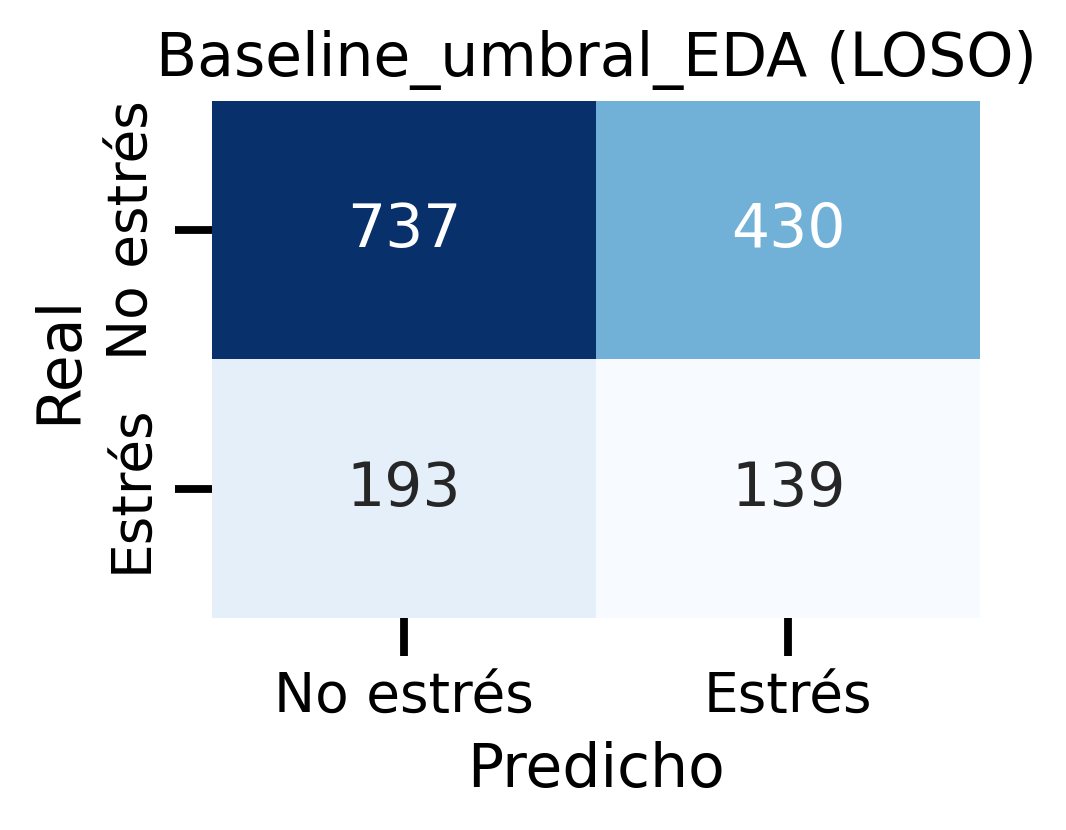 Baseline_umbral_EDA (LOSO)
Real
No estrés
737
430
Estrés
193
139
No estrés
Estrés
Predicho